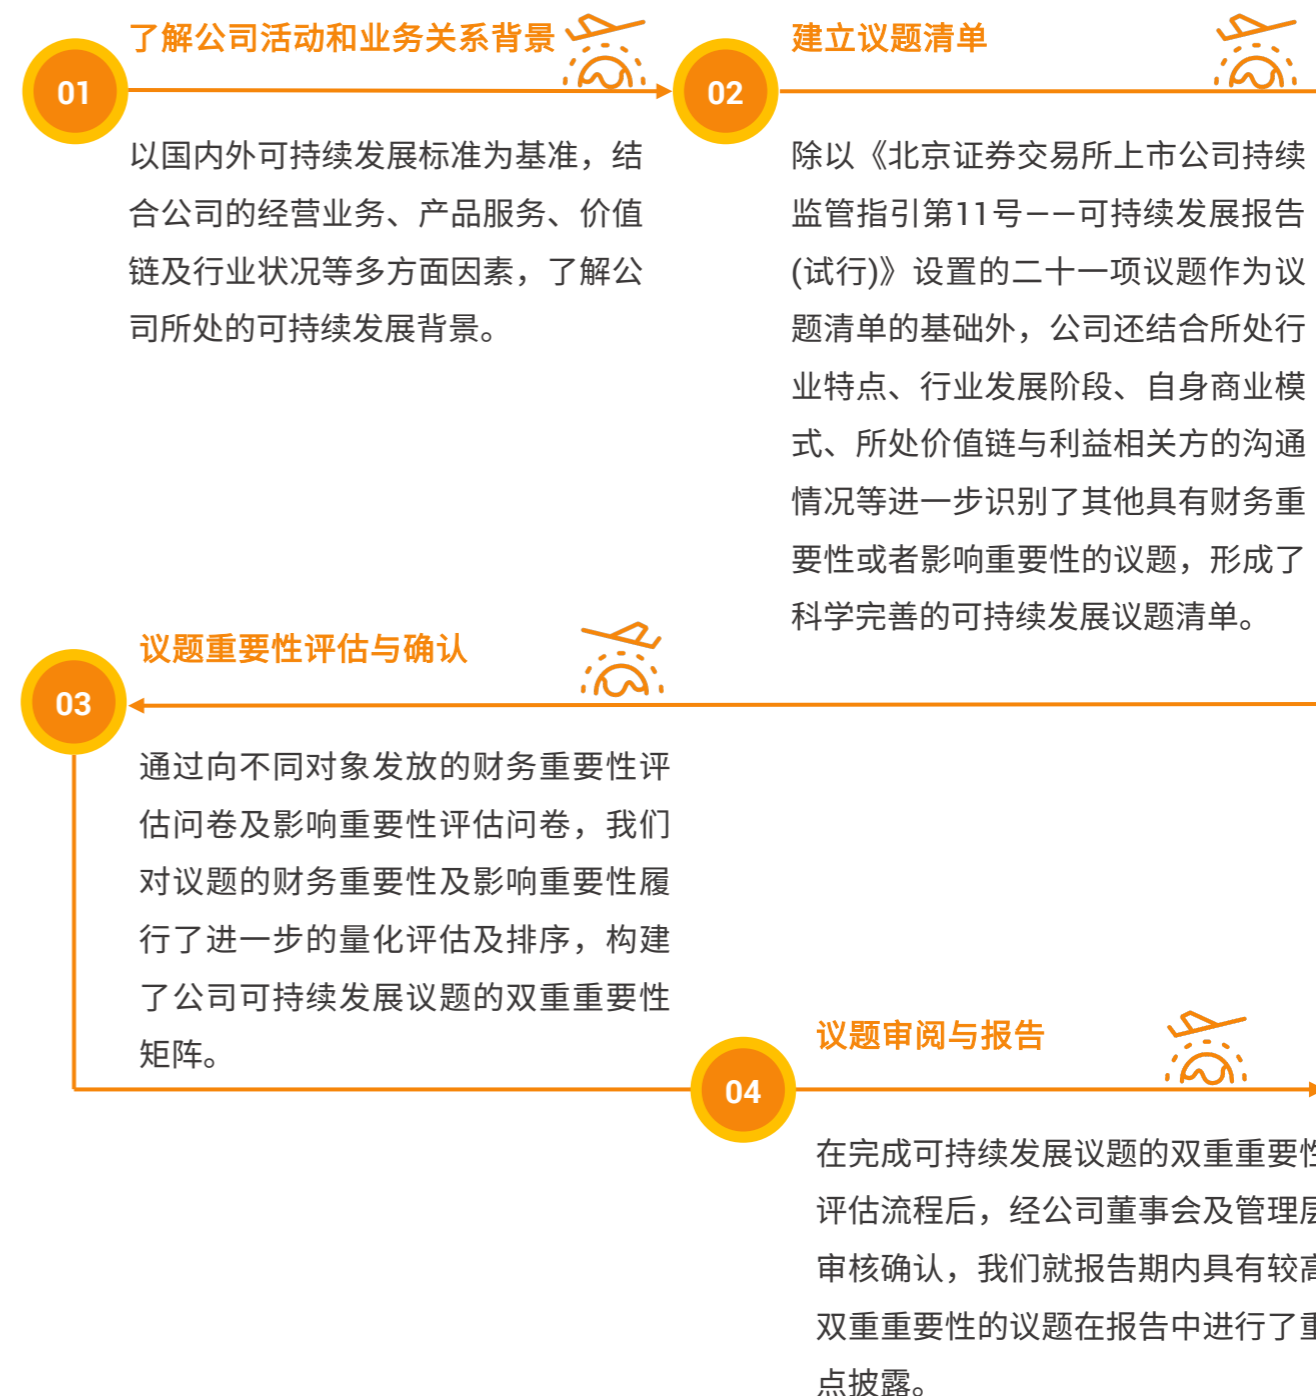 了解公司活动和业务关系背景
01
以国内外可持续发展标准为基准，结
合公司的经营业务、产品服务、价值
链及行业状况等多方面因素，了解公
司所处的可持续发展背景。
建立议题清单
02
除以《北京证券交易所上市公司持续
监管指引第11号——可持续发展报告
(试行)》设置的二十一项议题作为议
题清单的基础外，公司还结合所处行
业特点、行业发展阶段、自身商业模
式、所处价值链与利益相关方的沟通
情况等进一步识别了其他具有财务重
要性或者影响重要性的议题，形成了
科学完善的可持续发展议题清单。
议题重要性评估与确认
03
通过向不同对象发放的财务重要性评
估问卷及影响重要性评估问卷，我们
对议题的财务重要性及影响重要性履
行了进一步的量化评估及排序，构建
了公司可持续发展议题的双重重要性
矩阵。
议题审阅与报告
04
在完成可持续发展议题的双重重要性
评估流程后，经公司董事会及管理层
审核确认，我们就报告期内具有较高
双重重要性的议题在报告中进行了重
点披露。